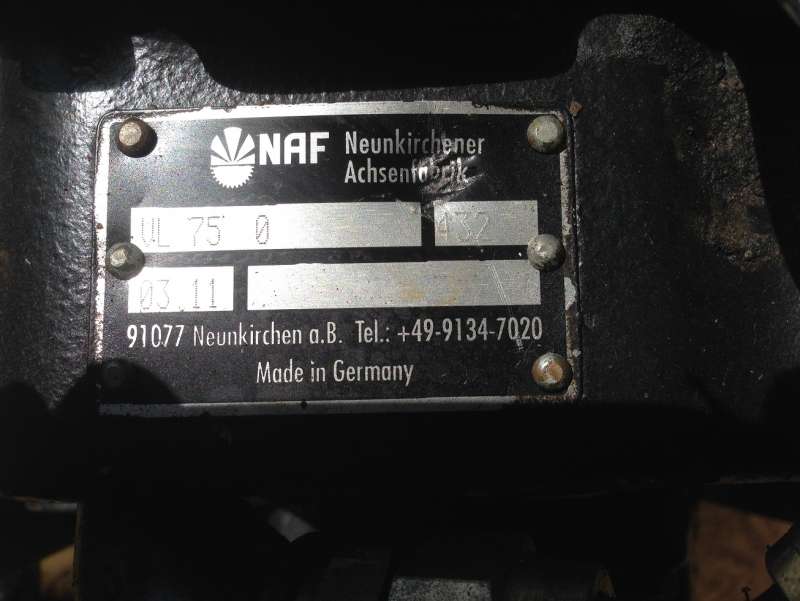 NAF Neunkirchener
Achsenfabrik
VL 75 0 432
03.11
91077 Neunkirchen a.B. Tel.: +49-9134-7020
Made in Germany